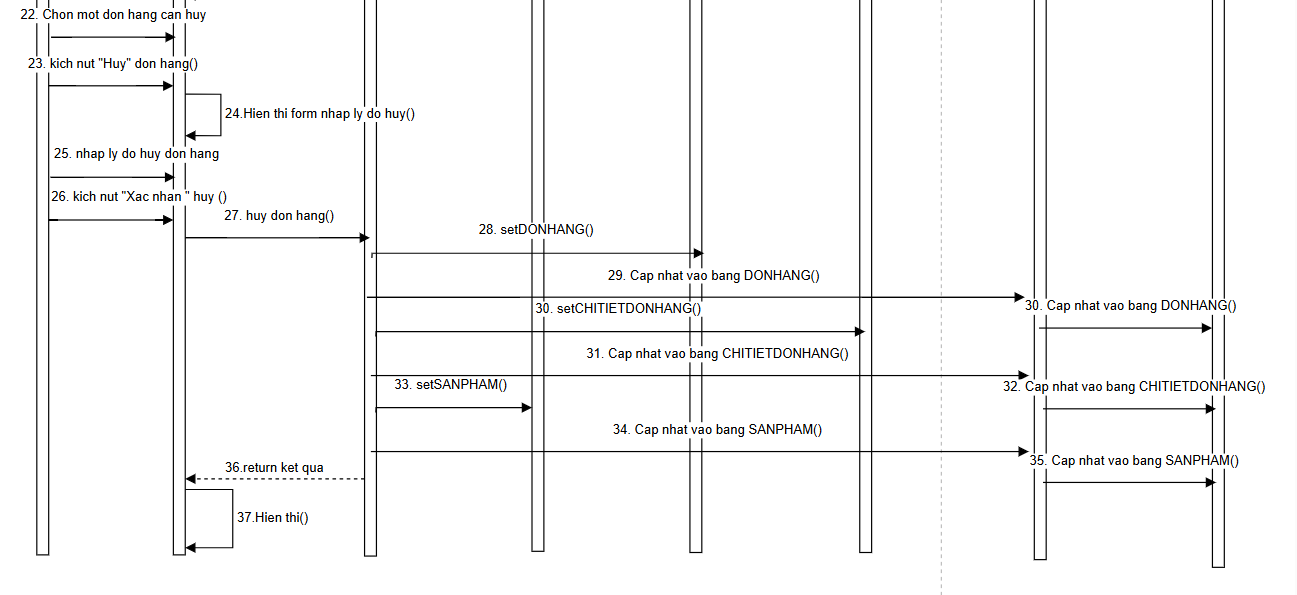 22. Chon mot don hang can huy
23. kich nut "Huy" don hang()
24.Hien thi form nhap ly do huy()
25. nhap ly do huy don hang
26. kich nut "Xac nhan " huy ()
27. huy don hang()
28. setDONHANG()
29. Cap nhat vao bang DONHANG()
30. Cap nhat vao bang DONHANG()
30. setCHITIETDONHANG()
31. Cap nhat vao bang CHITIETDONHANG()
33. setSANPHAM()
32. Cap nhat vao bang CHITIETDONHANG()
34. Cap nhat vao bang SANPHAM()
35. Cap nhat vao bang SANPHAM()
36.return ket qua
37.Hien thi()